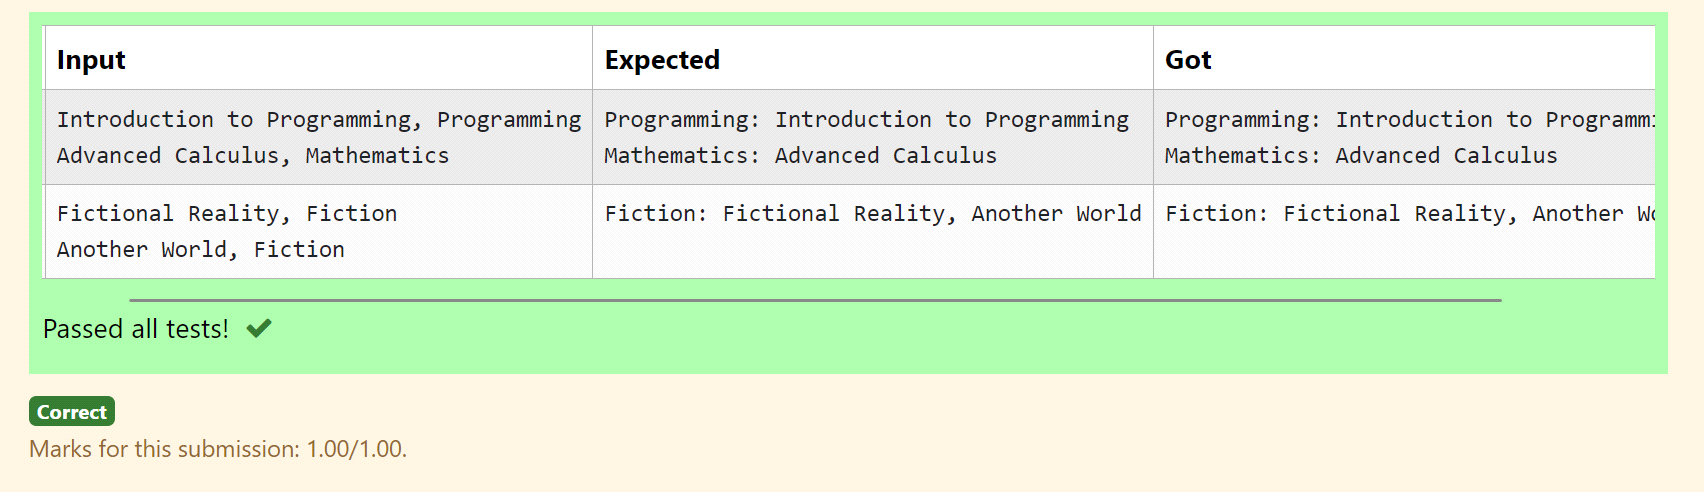 Input Expected Got
Introduction to Programming, Programming Programming: Introduction to Programming Programming: Introduction to
Advanced Calculus, Mathematics Mathematics: Advanced Calculus Mathematics: Advanced Calculus
Fictional Reality, Fiction Fiction: Fictional Reality, Another World Fiction: Fictional Reality, Another
Another World, Fiction
Passed all tests!
Correct
Marks for this submission: 1.00/1.00.